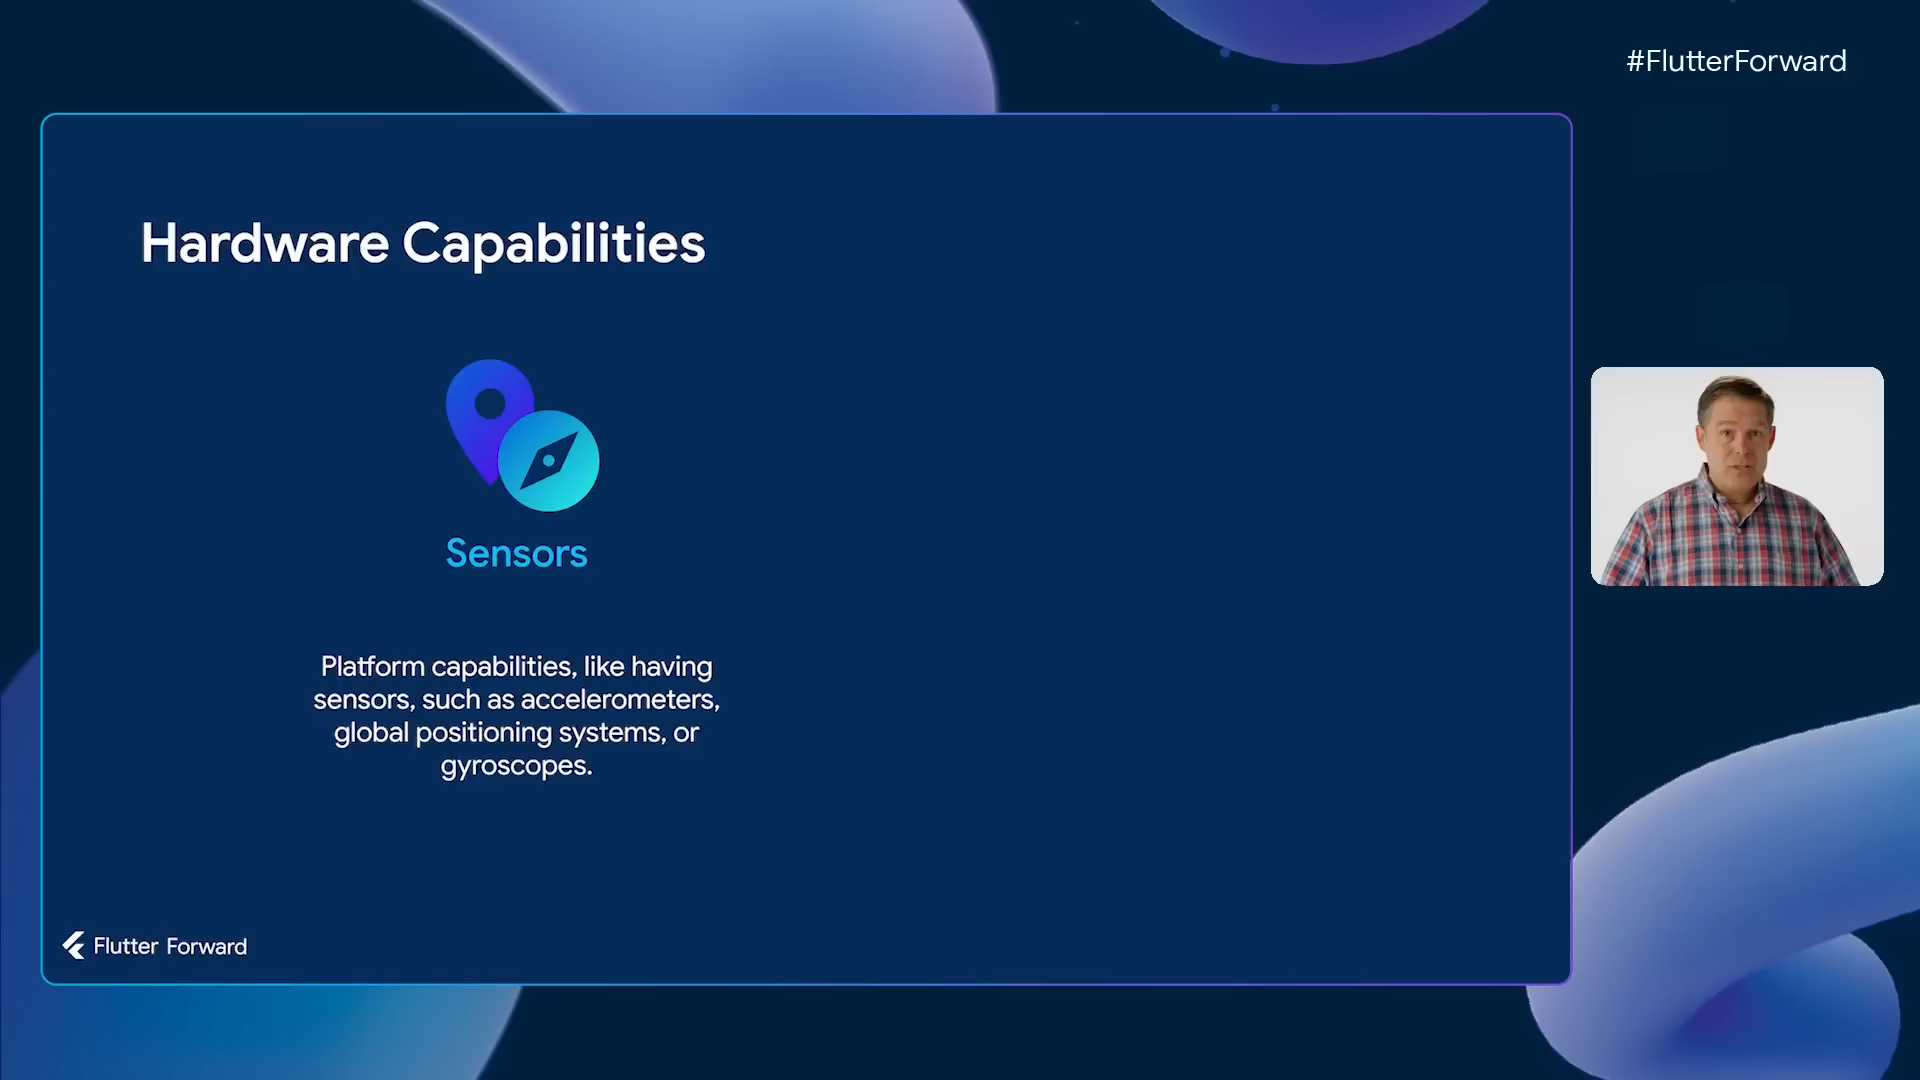 #FlutterForward
Hardware Capabilities
Sensors
Platform capabilities, like having
sensors, such as accelerometers,
global positioning systems, or
gyroscopes.
Flutter Forward